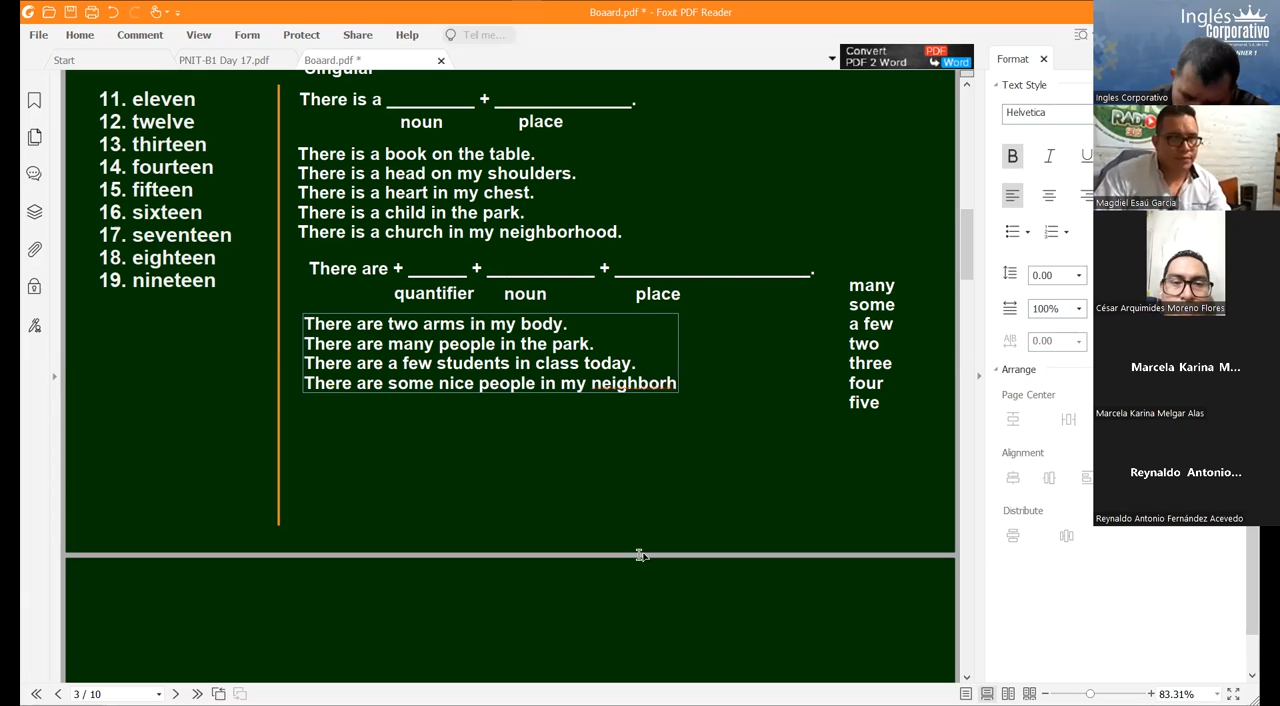 Boaard.pdf * - Foxit PDF Reader
File Home Comment View Form Protect Share Help Tell me...
Start PNIT-B1 Day 17.pdf Boaard.pdf *
Convert PDF
PDF 2 Word Word
Singular
11. eleven
12. twelve
13. thirteen
14. fourteen
15. fifteen
16. sixteen
17. seventeen
18. eighteen
19. nineteen
There is a _________ + _________________.
noun place
There is a book on the table.
There is a head on my shoulders.
There is a heart in my chest.
There is a child in the park.
There is a church in my neighborhood.
There are + ______ + ___________ + ____________________.
quantifier noun place
There are two arms in my body.
There are many people in the park.
There are a few students in class today.
There are some nice people in my neighborh
many
some
a few
two
three
four
five
Format
Text Style
Helvetica
B I U
0.00
100%
0.00
Arrange
Page Center
Alignment
Distribute
Inglés
Corporativo
Ingles Corporativo
Magdiel Esaú Garcia
César Arquimides Moreno Flores
Marcela Karina M...
Marcela Karina Melgar Alas
Reynaldo Antonio...
Reynaldo Antonio Fernández Acevedo
3 / 10
83.31%